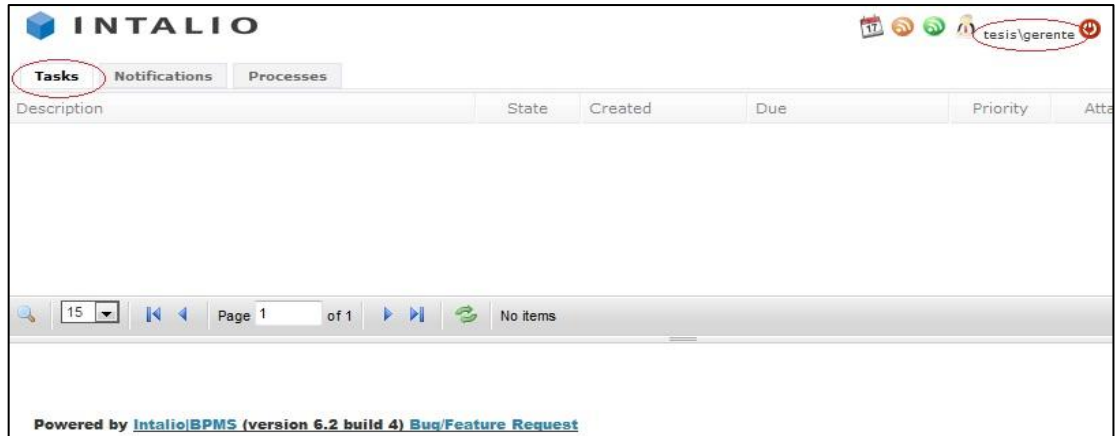 INTALIO
17
tesis\gerente
Tasks Notifications Processes
Description State Created Due Priority Atta
15 Page 1 of 1 No items
Powered by Intalio|BPMS (version 6.2 build 4) Bug/Feature Request